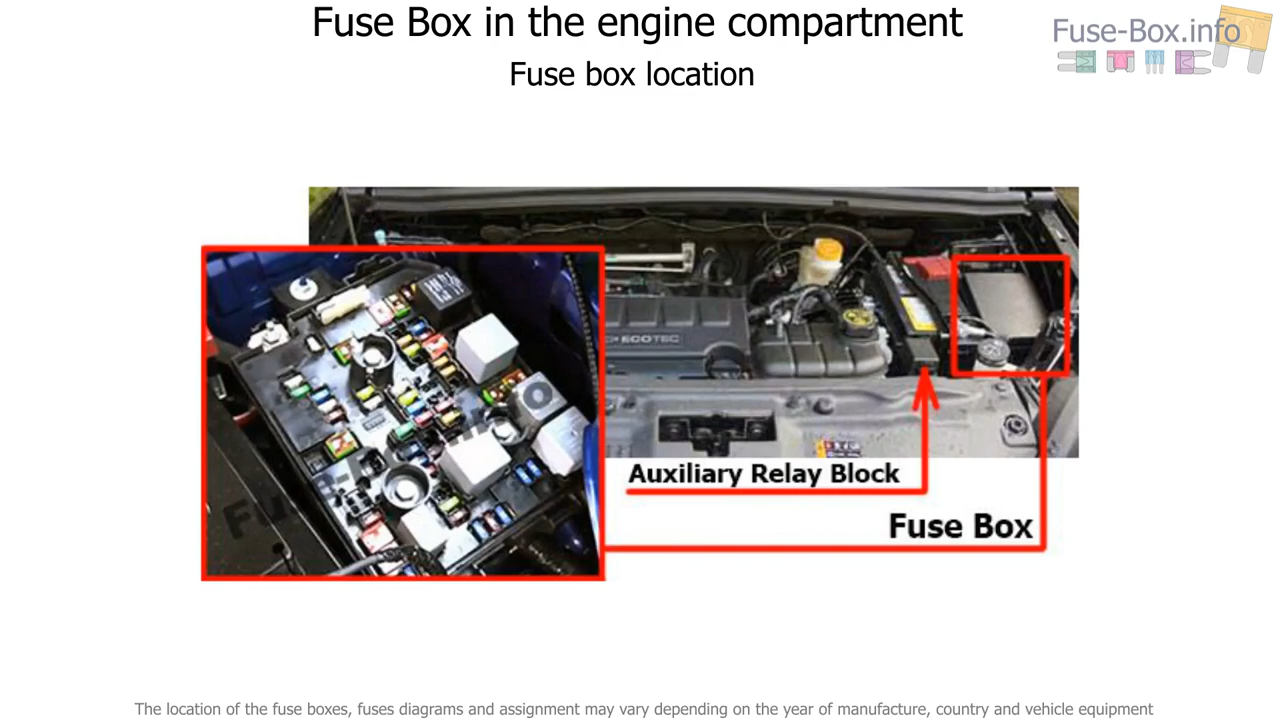 Fuse Box in the engine compartment
Fuse box location
Fuse-Box.info
ECOTEC
Auxiliary Relay Block
Fuse Box
The location of the fuse boxes, fuses diagrams and assignment may vary depending on the year of manufacture, country and vehicle equipment